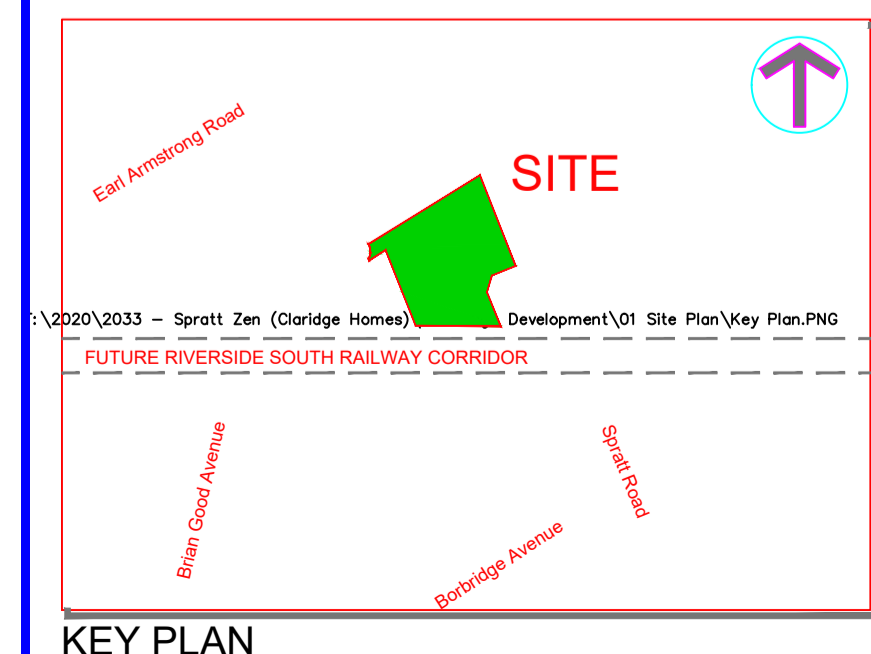 Earl Armstrong Road
SITE
:\2020\2033 - Spratt Zen (Claridge Homes) Development\01 Site Plan\Key Plan.PNG
FUTURE RIVERSIDE SOUTH RAILWAY CORRIDOR
Brian Good Avenue
Spratt Road
Borbridge Avenue
KEY PLAN